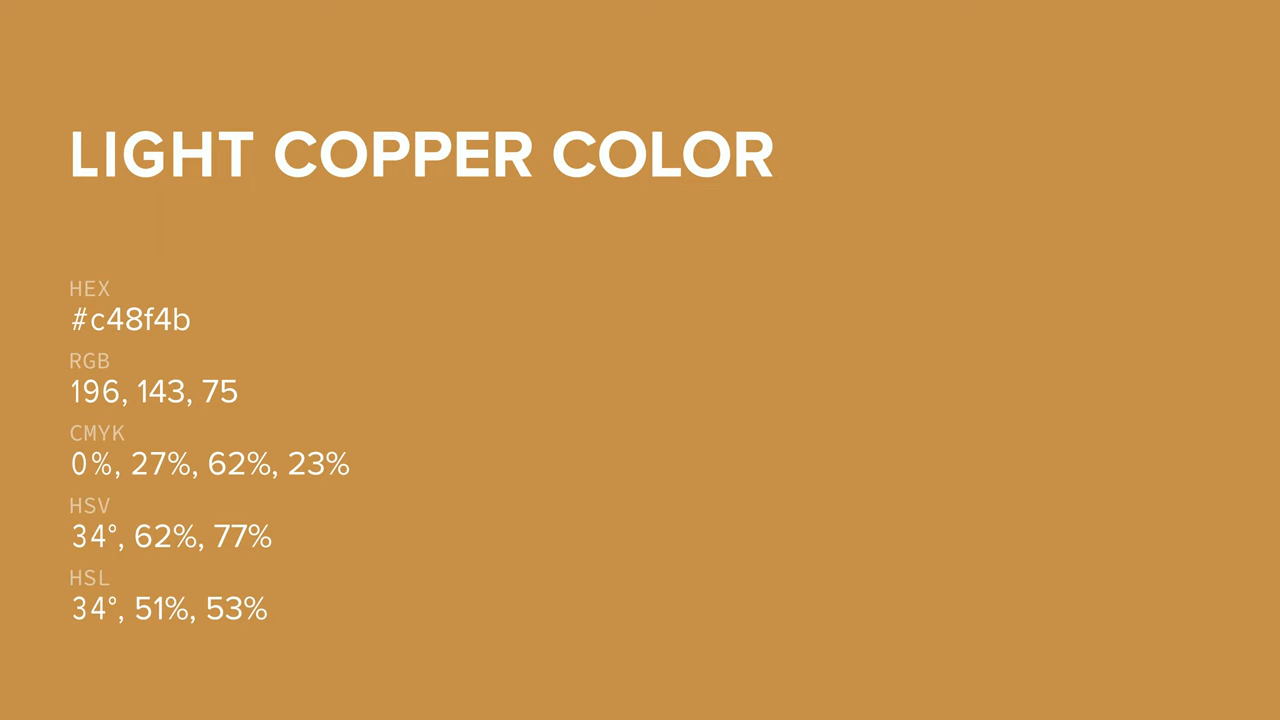 LIGHT COPPER COLOR
HEX
#c48f4b
RGB
196, 143, 75
CMYK
0%, 27%, 62%, 23%
HSV
34°, 62%, 77%
HSL
34°, 51%, 53%